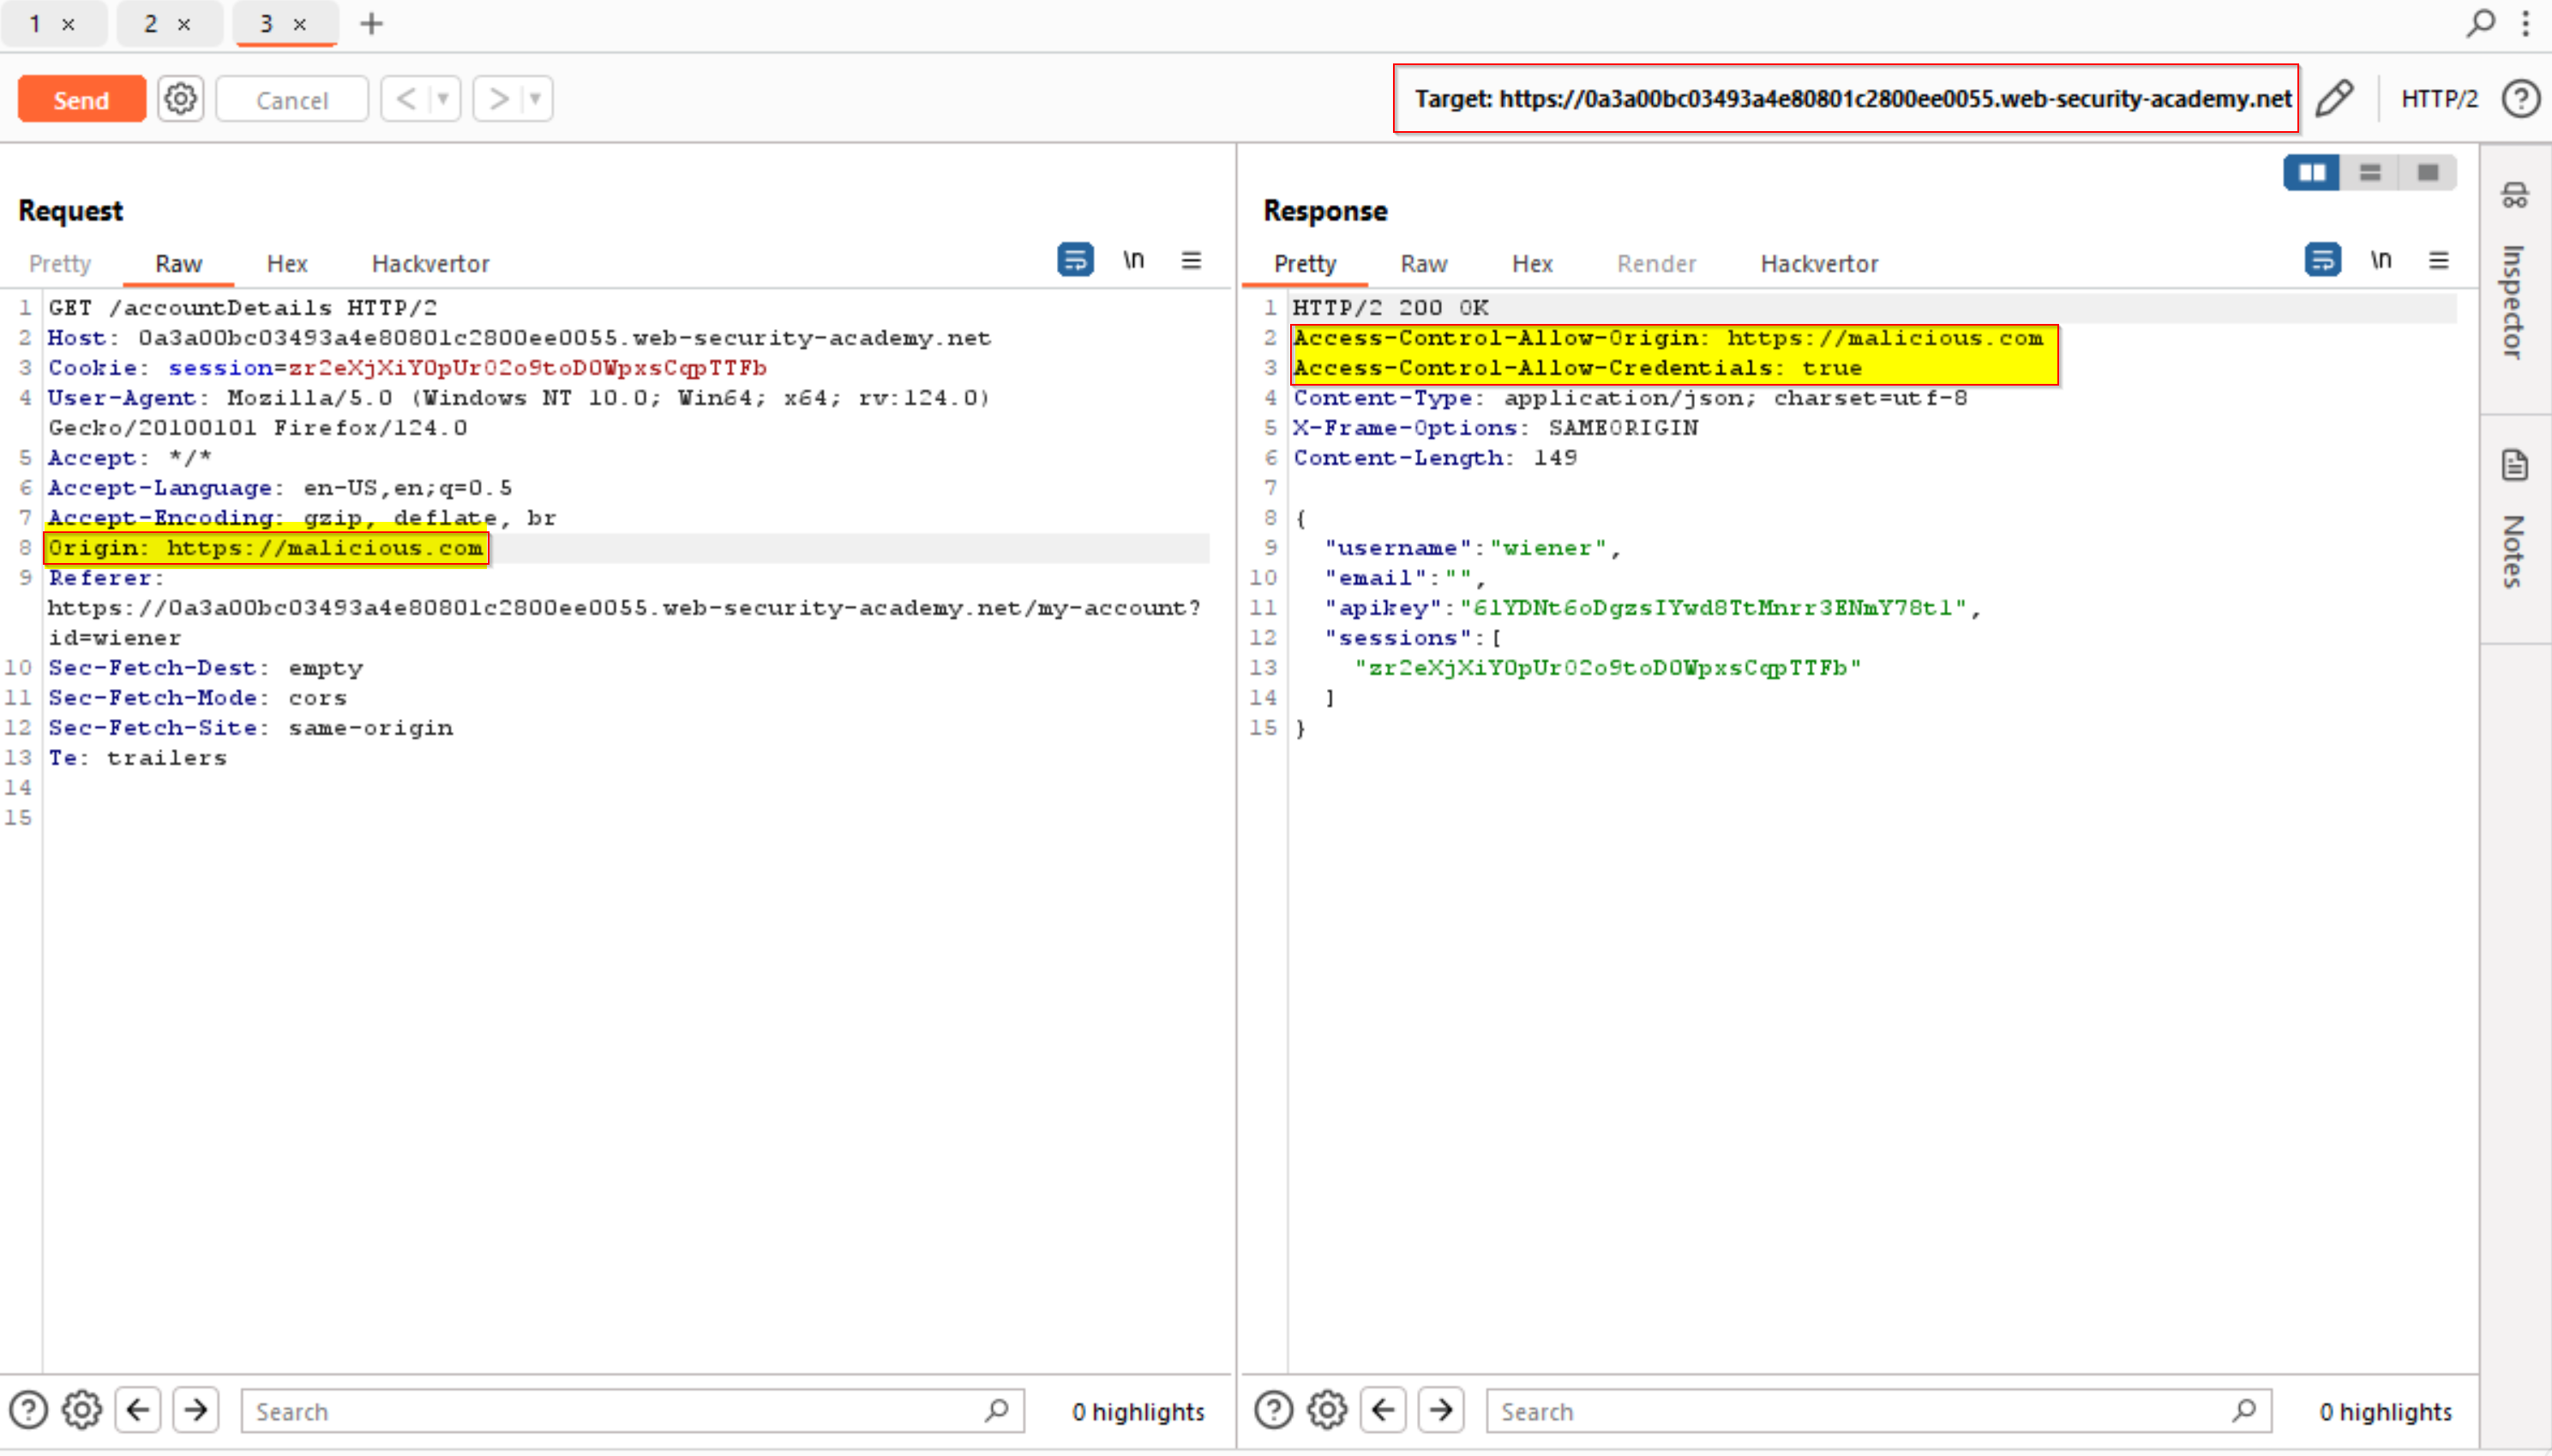 1 × 2 × 3 × +
Send Cancel < >
Target: https://0a3a00bc03493a4e80801c2800ee0055.web-security-academy.net HTTP/2 ?
Request
Pretty Raw Hex Hackvertor \n
1 GET /accountDetails HTTP/2
2 Host: 0a3a00bc03493a4e80801c2800ee0055.web-security-academy.net
3 Cookie: session=zr2eXjXiY0pUr02o9toD0WpxsCqpTTFb
4 User-Agent: Mozilla/5.0 (Windows NT 10.0; Win64; x64; rv:124.0)
Gecko/20100101 Firefox/124.0
5 Accept: */*
6 Accept-Language: en-US,en;q=0.5
7 Accept-Encoding: gzip, deflate, br
8 Origin: https://malicious.com
9 Referer:
https://0a3a00bc03493a4e80801c2800ee0055.web-security-academy.net/my-account?
id=wiener
10 Sec-Fetch-Dest: empty
11 Sec-Fetch-Mode: cors
12 Sec-Fetch-Site: same-origin
13 Te: trailers
14
15
? Search 0 highlights
Response
Pretty Raw Hex Render Hackvertor \n
1 HTTP/2 200 OK
2 Access-Control-Allow-Origin: https://malicious.com
3 Access-Control-Allow-Credentials: true
4 Content-Type: application/json; charset=utf-8
5 X-Frame-Options: SAMEORIGIN
6 Content-Length: 149
7
8 {
9 "username":"wiener",
10 "email":"",
11 "apikey":"61YDNt6oDgzsIYwd8TtMnrr3ENmY78tl",
12 "sessions":[
13 "zr2eXjXiY0pUr02o9toD0WpxsCqpTTFb"
14 ]
15 }
? Search 0 highlights
Inspector
Notes